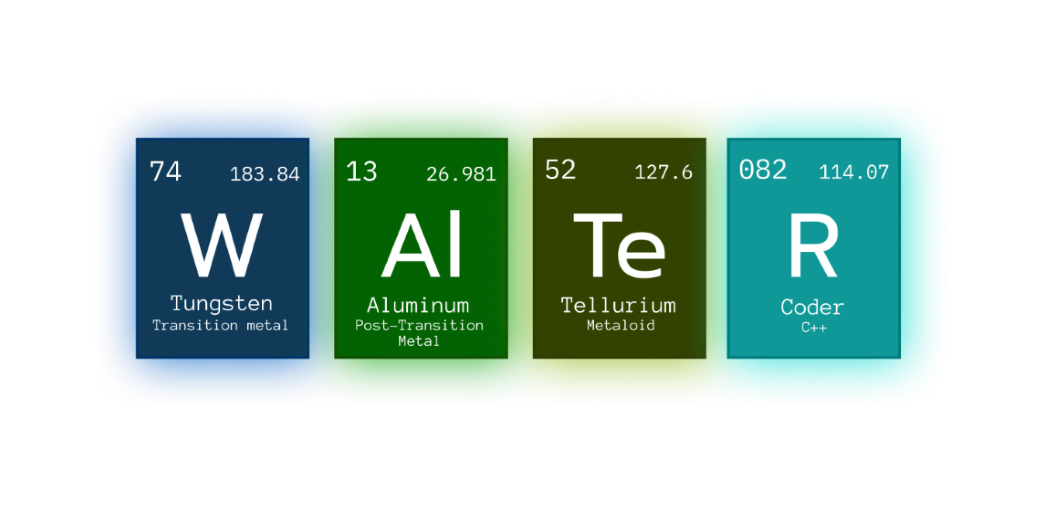 74 183.84
W
Tungsten
Transition metal
13 26.981
Al
Aluminum
Post-Transition
Metal
52 127.6
Te
Tellurium
Metaloid
082 114.07
R
Coder
C++